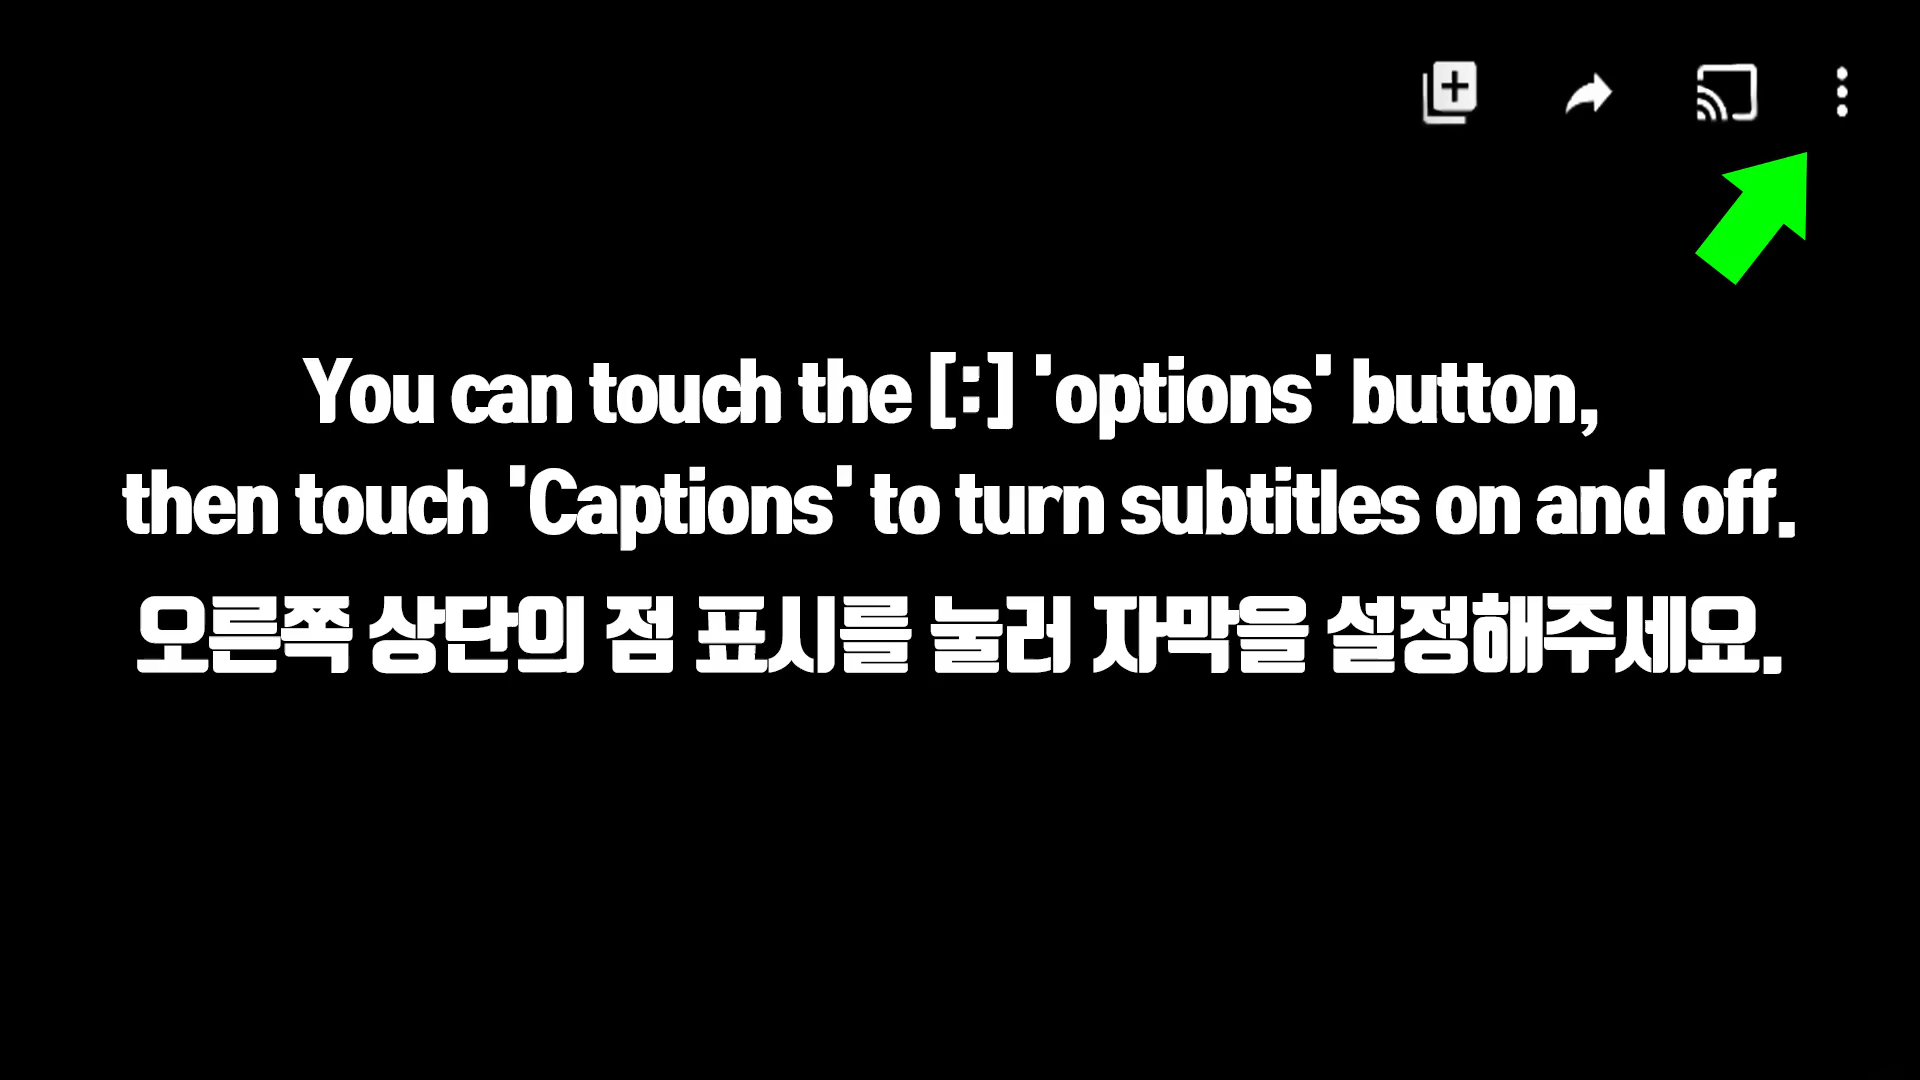 You can touch the [:] 'options' button,
then touch 'Captions' to turn subtitles on and off.
오른쪽 상단의 점 표시를 눌러 자막을 설정해주세요.